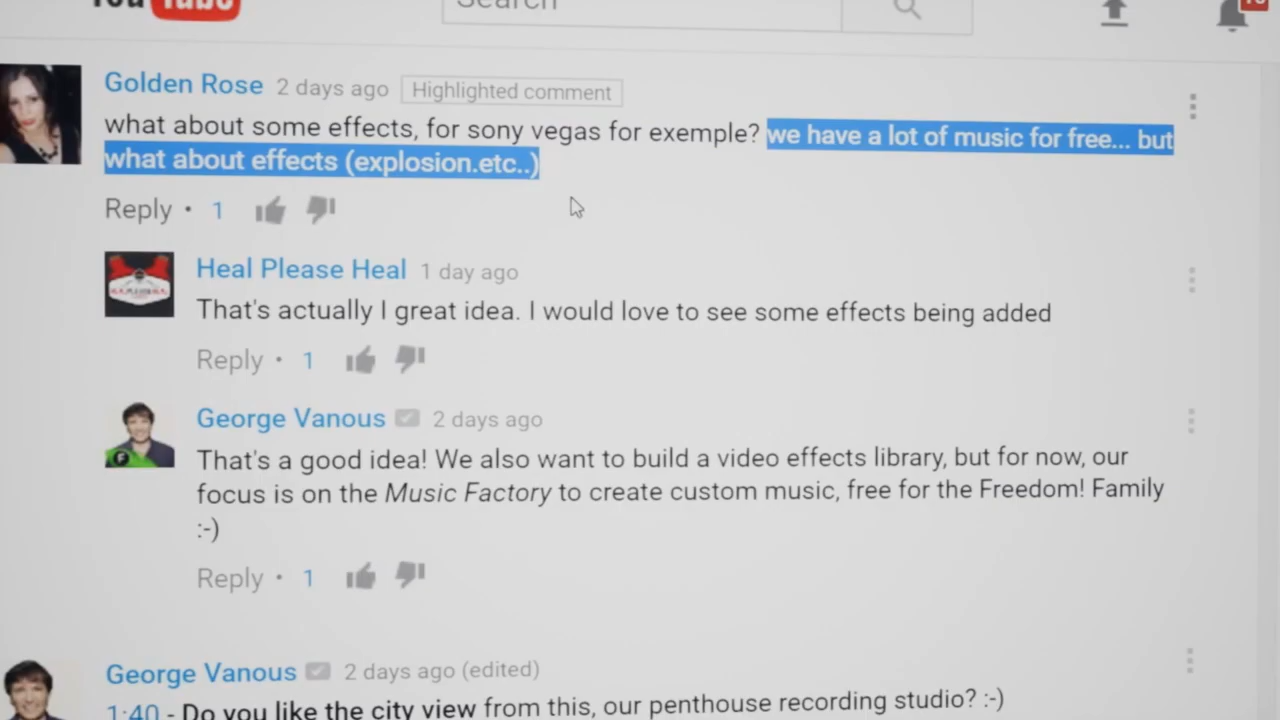 You Tube
Search
Golden Rose 2 days ago Highlighted comment
what about some effects, for sony vegas for exemple? we have a lot of music for free... but
what about effects (explosion.etc..)
Reply • 1
Heal Please Heal 1 day ago
That's actually I great idea. I would love to see some effects being added
Reply • 1
George Vanous 2 days ago
That's a good idea! We also want to build a video effects library, but for now, our
focus is on the Music Factory to create custom music, free for the Freedom! Family
:-)
Reply • 1
George Vanous 2 days ago (edited)
1:40 - Do you like the city view from this, our penthouse recording studio? :-)